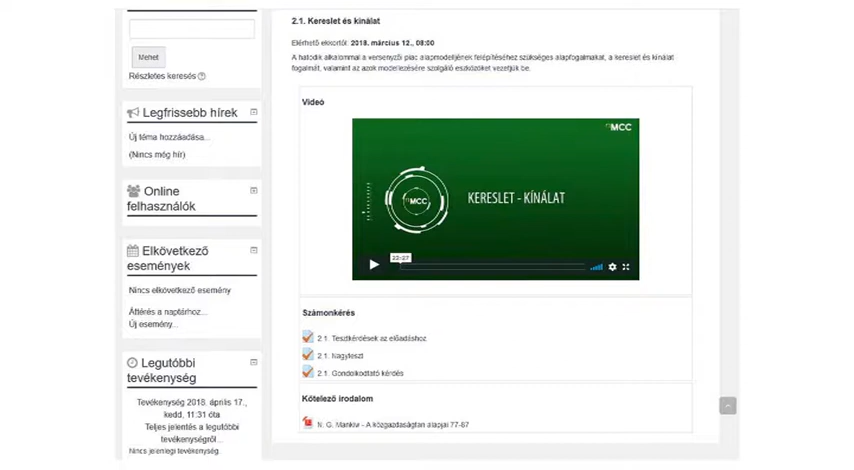 Mehet
Részletes keresés
Legfrissebb hírek
Új téma hozzáadása...
(Nincs még hír)
Online
felhasználók
Elkövetkező
események
Nincs elkövetkező esemény
Áttérés a naptárhoz...
Új esemény...
Legutóbbi
tevékenység
Tevékenység 2018. április 17.,
kedd, 11:31 óta
Teljes jelentés a legutóbbi
tevékenységről...
Nincs jelenlegi tevékenység.
2.1. Kereslet és kínálat
Elérhető ekkortól: 2018. március 12., 08:00
A hatodik alkalommal a versenyzői piac alapmodelljének felépítéséhez szükséges alapfogalmakat, a kereslet és kínálat
fogalmát, valamint az azok modellezésére szolgáló eszközöket vezetjük be.
Videó
MCC
MCC
KERESLET - KÍNÁLAT
22:27
Számonkérés
2.1. Tesztkérdések az előadáshoz
2.1. Nagyteszt
2.1. Gondolkodtató kérdés
Kötelező irodalom
N. G. Mankiw - A közgazdaságtan alapjai 77-87